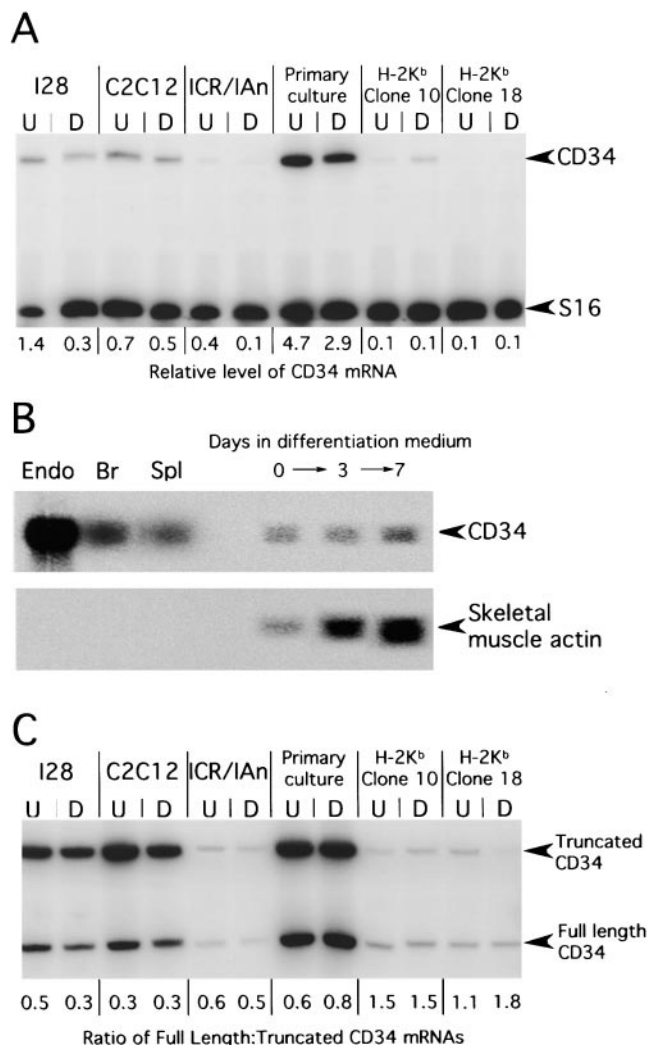 A
I28 C2C12 ICR/IAn Primary culture H-2Kᵇ Clone 10 H-2Kᵇ Clone 18
U D U D U D U D U D U D
CD34
S16
1.4 0.3 0.7 0.5 0.4 0.1 4.7 2.9 0.1 0.1 0.1 0.1
Relative level of CD34 mRNA
B
Days in differentiation medium
Endo Br Spl 0 → 3 → 7
CD34
Skeletal
muscle actin
C
I28 C2C12 ICR/IAn Primary culture H-2Kᵇ Clone 10 H-2Kᵇ Clone 18
U D U D U D U D U D U D
Truncated
CD34
Full length
CD34
0.5 0.3 0.3 0.3 0.6 0.5 0.6 0.8 1.5 1.5 1.1 1.8
Ratio of Full Length:Truncated CD34 mRNAs